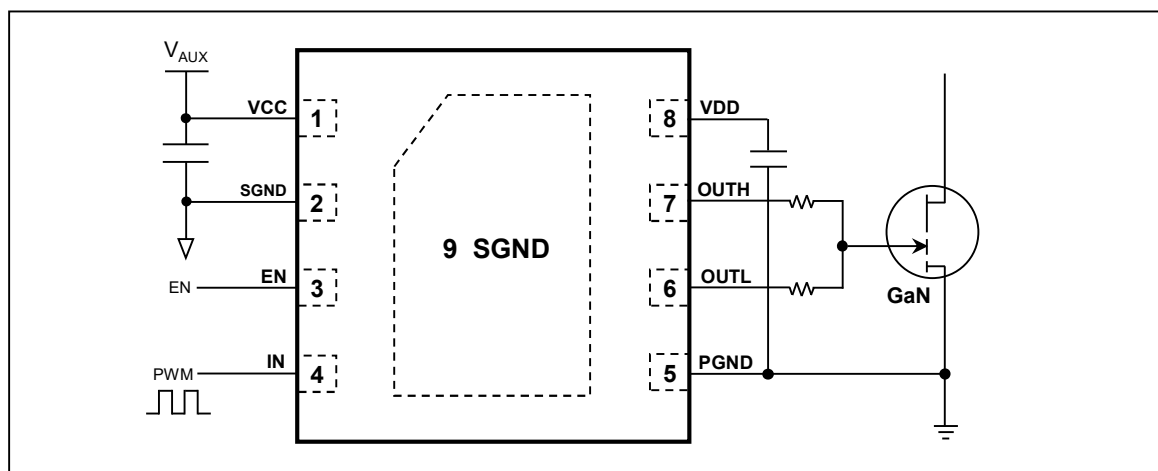 VAUX
VCC 1
SGND 2
EN EN 3
PWM IN 4
9 SGND
8 VDD
7 OUTH
6 OUTL
5 PGND
GaN